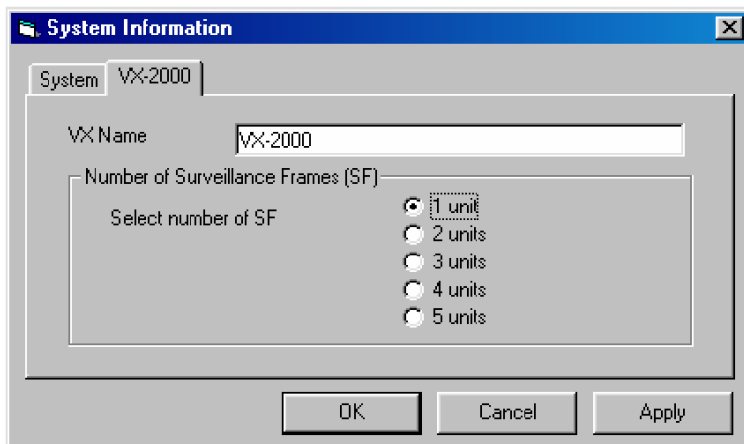 System Information
System VX-2000
VX Name VX-2000
Number of Surveillance Frames (SF)
Select number of SF
1 unit
2 units
3 units
4 units
5 units
OK Cancel Apply